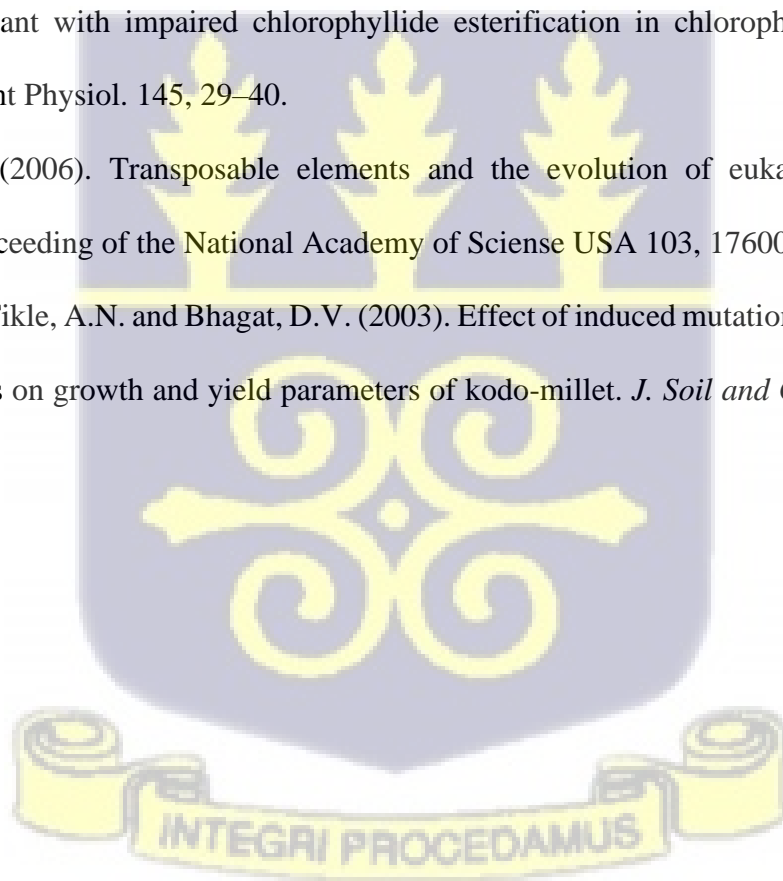 ant with impaired chlorophyllide esterification in chloroph
nt Physiol. 145, 29–40.
(2006). Transposable elements and the evolution of euka
ceeding of the National Academy of Sciense USA 103, 17600
ikle, A.N. and Bhagat, D.V. (2003). Effect of induced mutation
s on growth and yield parameters of kodo-millet. J. Soil and
INTEGRI PROCEDAMUS